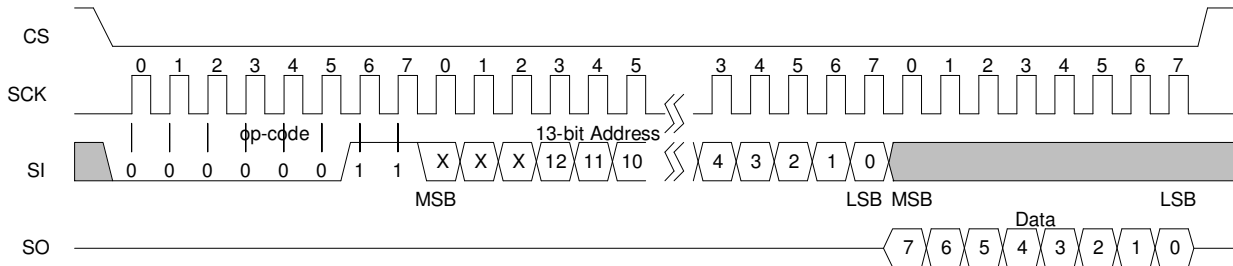 CS
0 1 2 3 4 5 6 7 0 1 2 3 4 5 3 4 5 6 7 0 1 2 3 4 5 6 7
SCK
op-code 13-bit Address
SI 0 0 0 0 0 0 1 1 X X X 12 11 10 4 3 2 1 0
MSB LSB MSB LSB
Data
SO 7 6 5 4 3 2 1 0